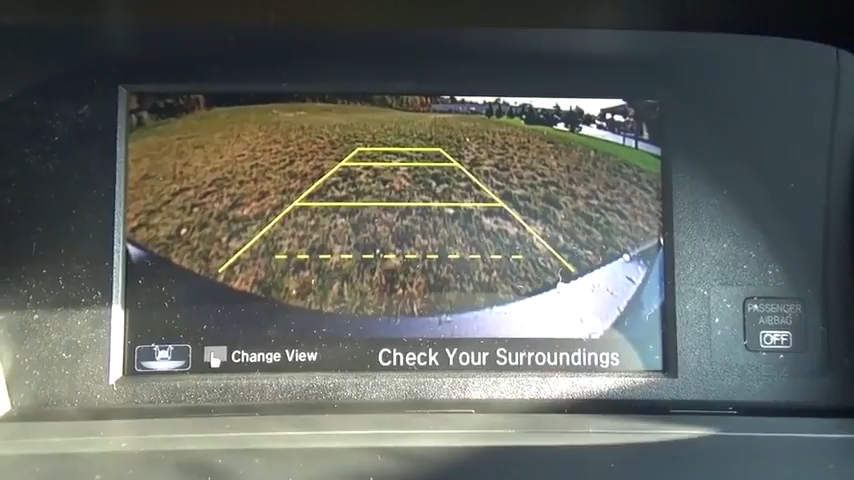 PASSENGER
AIRBAG
OFF
Change View
Check Your Surroundings